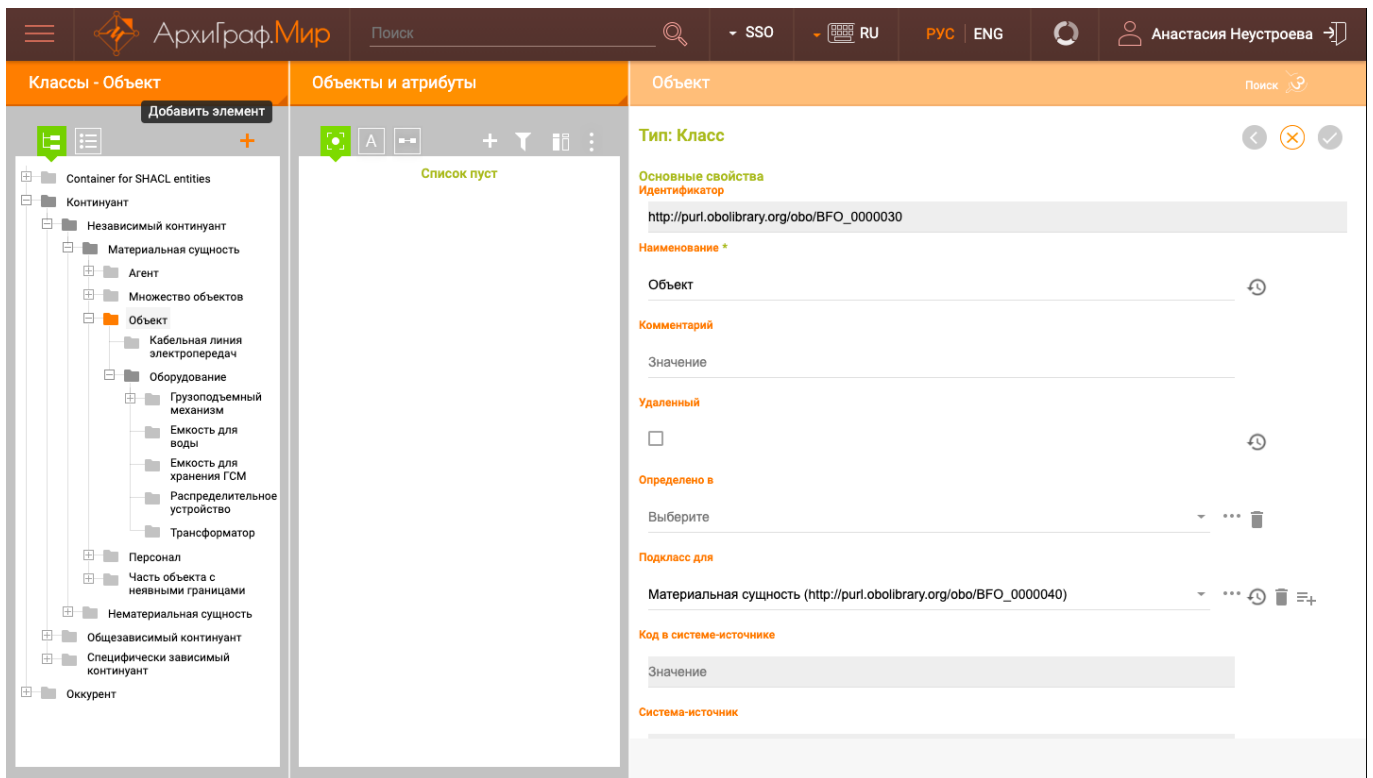 АрхиГраф.Мир
Поиск
SSO
RU
РУС | ENG
Анастасия Неустроева
Классы - Объект
Объекты и атрибуты
Объект
Поиск
Добавить элемент
A
Container for SHACL entities
Континуант
Независимый континуант
Материальная сущность
Агент
Множество объектов
Объект
Кабельная линия
электропередач
Оборудование
Грузоподъемный
механизм
Емкость для
воды
Емкость для
хранения ГСМ
Распределительное
устройство
Трансформатор
Персонал
Часть объекта с
неявными границами
Нематериальная сущность
Общезависимый континуант
Специфически зависимый
континуант
Оккурент
Список пуст
Тип: Класс
Основные свойства
Идентификатор
http://purl.obolibrary.org/obo/BFO_0000030
Наименование *
Объект
Комментарий
Значение
Удаленный
Определено в
Выберите
Подкласс для
Материальная сущность (http://purl.obolibrary.org/obo/BFO_0000040)
Код в системе-источнике
Значение
Система-источник